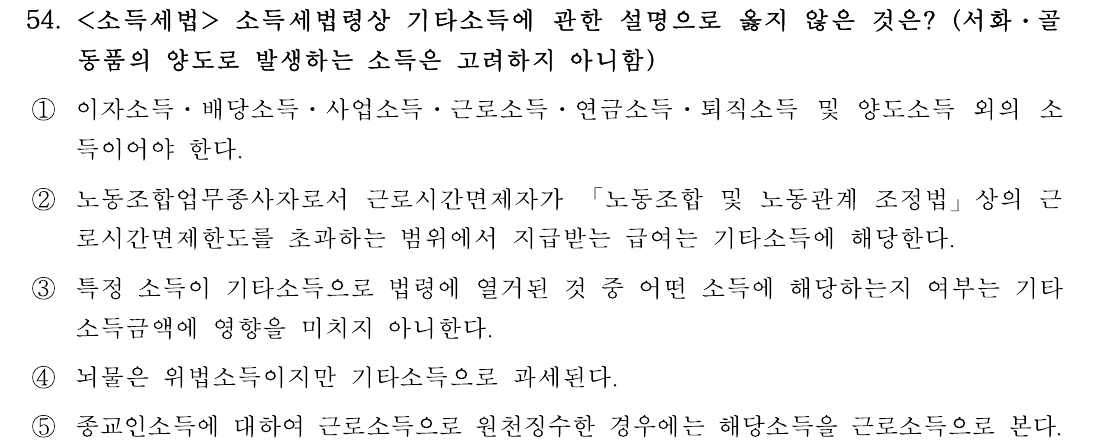 54. <소득세법> 소득세법령상 기타소득에 관한 설명으로 옳지 않은 것은? (서화·골
동품의 양도로 발생하는 소득은 고려하지 아니함)
① 이자소득·배당소득·사업소득·근로소득·연금소득·퇴직소득 및 양도소득 외의 소
득이어야 한다.
② 노동조합업무종사자로서 근로시간면제자가 「노동조합 및 노동관계 조정법」상의 근
로시간면제한도를 초과하는 범위에서 지급받는 급여는 기타소득에 해당한다.
③ 특정 소득이 기타소득으로 법령에 열거된 것 중 어떤 소득에 해당하는지 여부는 기타
소득금액에 영향을 미치지 아니한다.
④ 뇌물은 위법소득이지만 기타소득으로 과세된다.
⑤ 종교인소득에 대하여 근로소득으로 원천징수한 경우에는 해당소득을 근로소득으로 본다.